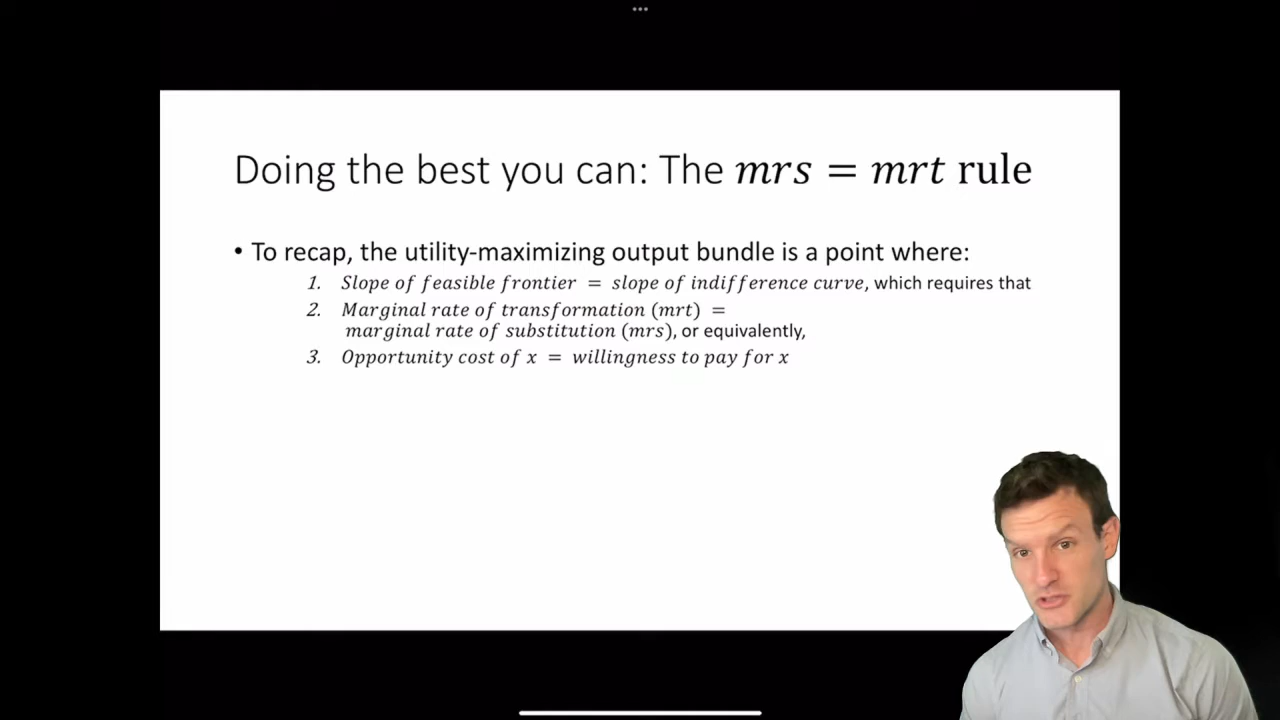 Doing the best you can: The mrs = mrt rule
• To recap, the utility-maximizing output bundle is a point where:
1. Slope of feasible frontier = slope of indifference curve, which requires that
2. Marginal rate of transformation (mrt) =
marginal rate of substitution (mrs), or equivalently,
3. Opportunity cost of x = willingness to pay for x